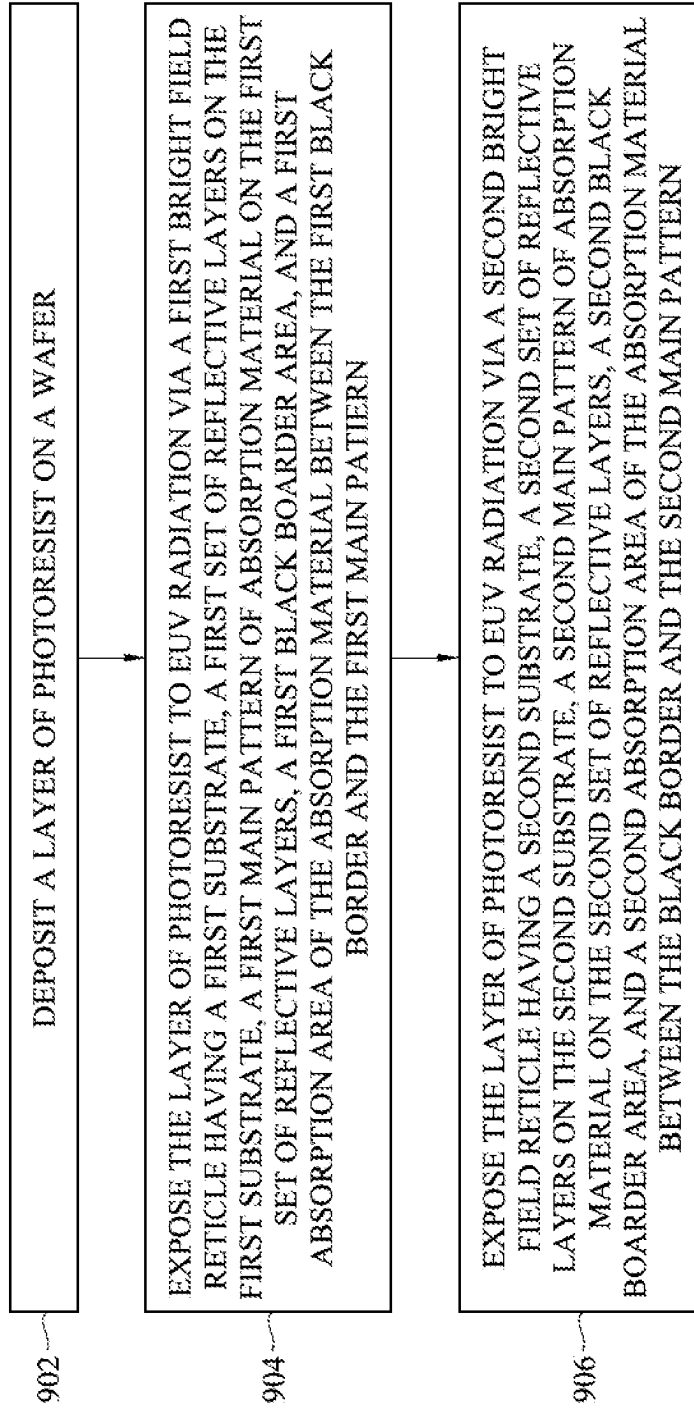 902
DEPOSIT A LAYER OF PHOTORESIST ON A WAFER
904
EXPOSE THE LAYER OF PHOTORESIST TO EUV RADIATION VIA A FIRST BRIGHT FIELD
RETICLE HAVING A FIRST SUBSTRATE, A FIRST SET OF REFLECTIVE LAYERS ON THE
FIRST SUBSTRATE, A FIRST MAIN PATTERN OF ABSORPTION MATERIAL ON THE FIRST
SET OF REFLECTIVE LAYERS, A FIRST BLACK BOARDER AREA, AND A FIRST
ABSORPTION AREA OF THE ABSORPTION MATERIAL BETWEEN THE FIRST BLACK
BORDER AND THE FIRST MAIN PATTERN
906
EXPOSE THE LAYER OF PHOTORESIST TO EUV RADIATION VIA A SECOND BRIGHT
FIELD RETICLE HAVING A SECOND SUBSTRATE, A SECOND SET OF REFLECTIVE
LAYERS ON THE SECOND SUBSTRATE, A SECOND MAIN PATTERN OF ABSORPTION
MATERIAL ON THE SECOND SET OF REFLECTIVE LAYERS, A SECOND BLACK
BOARDER AREA, AND A SECOND ABSORPTION AREA OF THE ABSORPTION MATERIAL
BETWEEN THE BLACK BORDER AND THE SECOND MAIN PATTERN